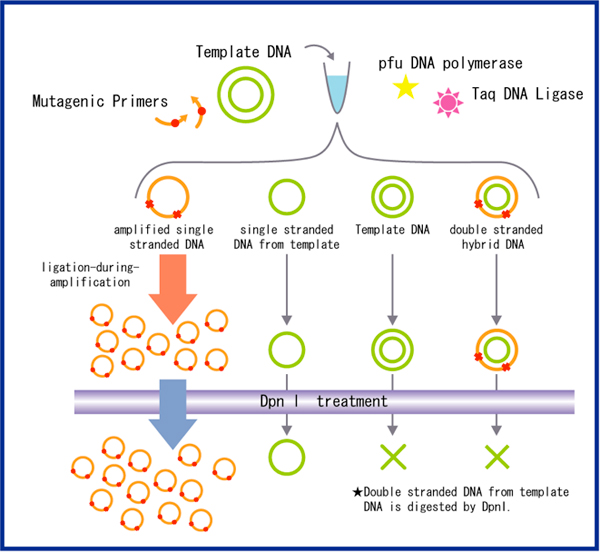 Template DNA
pfu DNA polymerase
Mutagenic Primers
Taq DNA Ligase
amplified single
stranded DNA
single stranded
DNA from template
Template DNA
double stranded
hybrid DNA
ligation-during-
amplification
Dpn l treatment
★Double stranded DNA from template
DNA is digested by DpnI.